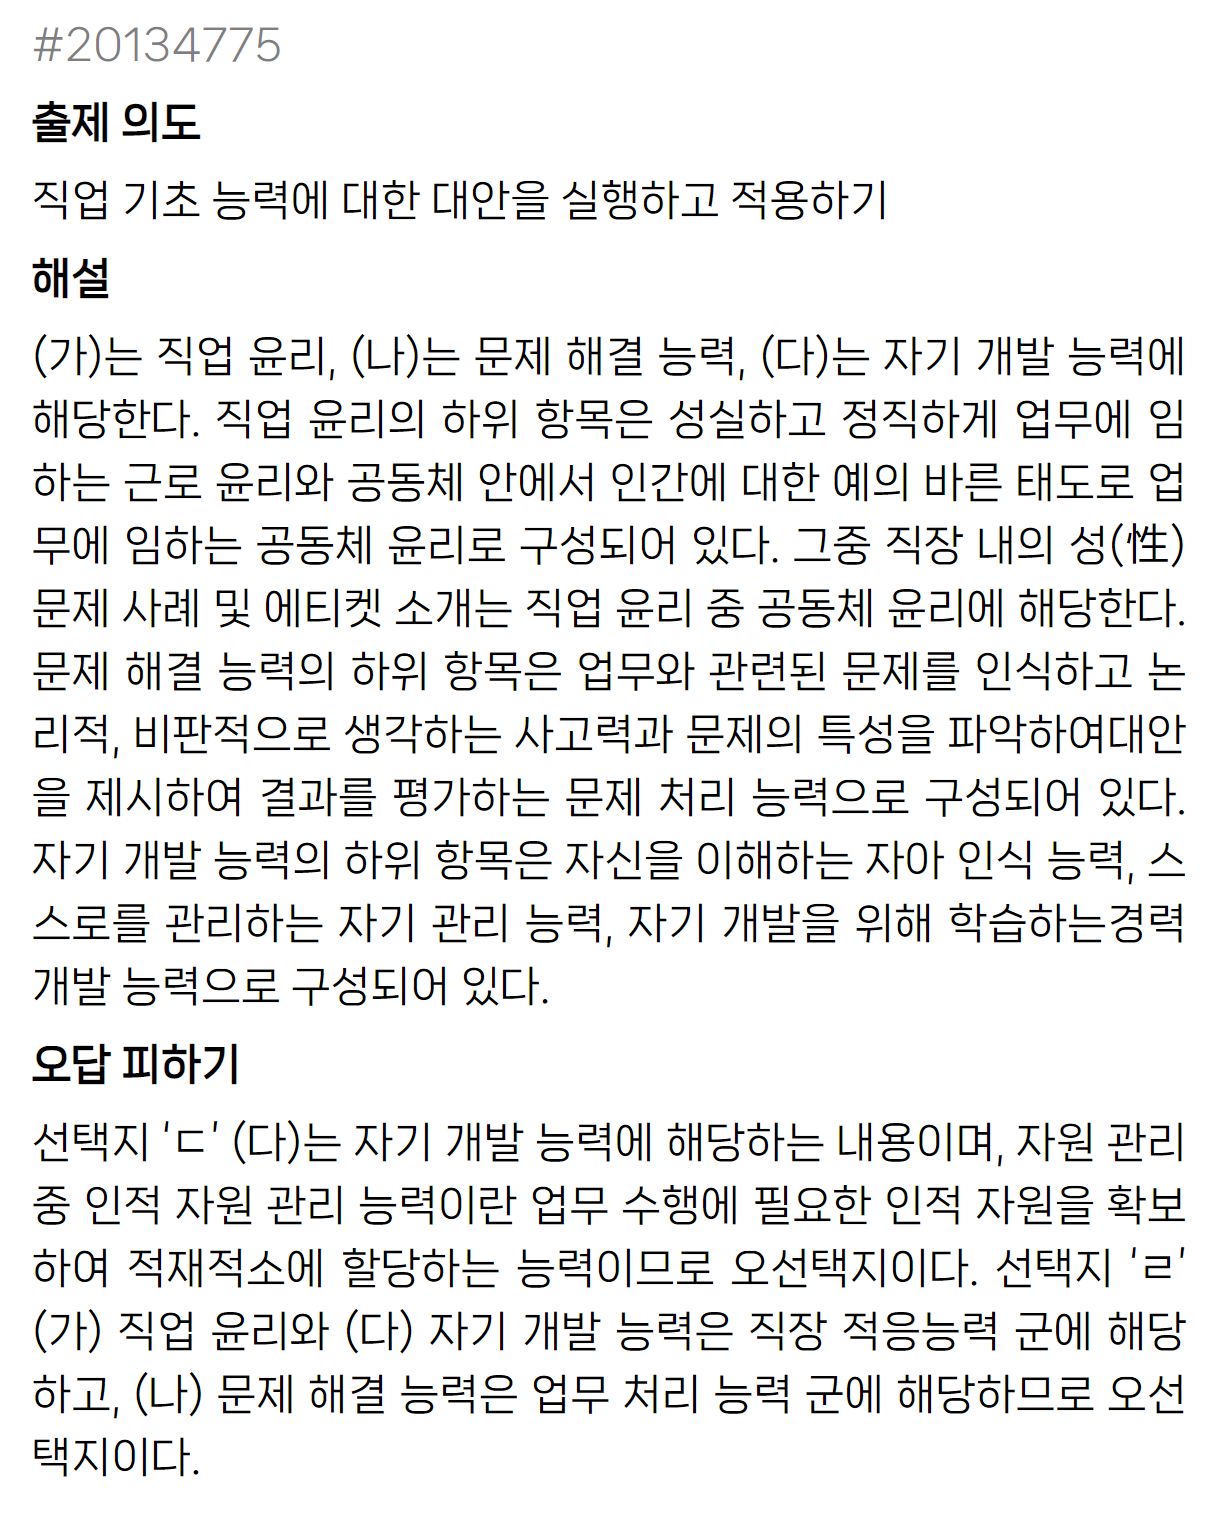 #20134775
출제 의도
직업 기초 능력에 대한 대안을 실행하고 적용하기
해설
(가)는 직업 윤리, (나)는 문제 해결 능력, (다)는 자기 개발 능력에
해당한다. 직업 윤리의 하위 항목은 성실하고 정직하게 업무에 임
하는 근로 윤리와 공동체 안에서 인간에 대한 예의 바른 태도로 업
무에 임하는 공동체 윤리로 구성되어 있다. 그중 직장 내의 성(性)
문제 사례 및 에티켓 소개는 직업 윤리 중 공동체 윤리에 해당한다.
문제 해결 능력의 하위 항목은 업무와 관련된 문제를 인식하고 논
리적, 비판적으로 생각하는 사고력과 문제의 특성을 파악하여대안
을 제시하여 결과를 평가하는 문제 처리 능력으로 구성되어 있다.
자기 개발 능력의 하위 항목은 자신을 이해하는 자아 인식 능력, 스
스로를 관리하는 자기 관리 능력, 자기 개발을 위해 학습하는경력
개발 능력으로 구성되어 있다.
오답 피하기
선택지 ‘ㄷ’ (다)는 자기 개발 능력에 해당하는 내용이며, 자원 관리
중 인적 자원 관리 능력이란 업무 수행에 필요한 인적 자원을 확보
하여 적재적소에 할당하는 능력이므로 오선택지이다. 선택지 ‘ㄹ’
(가) 직업 윤리와 (다) 자기 개발 능력은 직장 적응능력 군에 해당
하고, (나) 문제 해결 능력은 업무 처리 능력 군에 해당하므로 오선
택지이다.